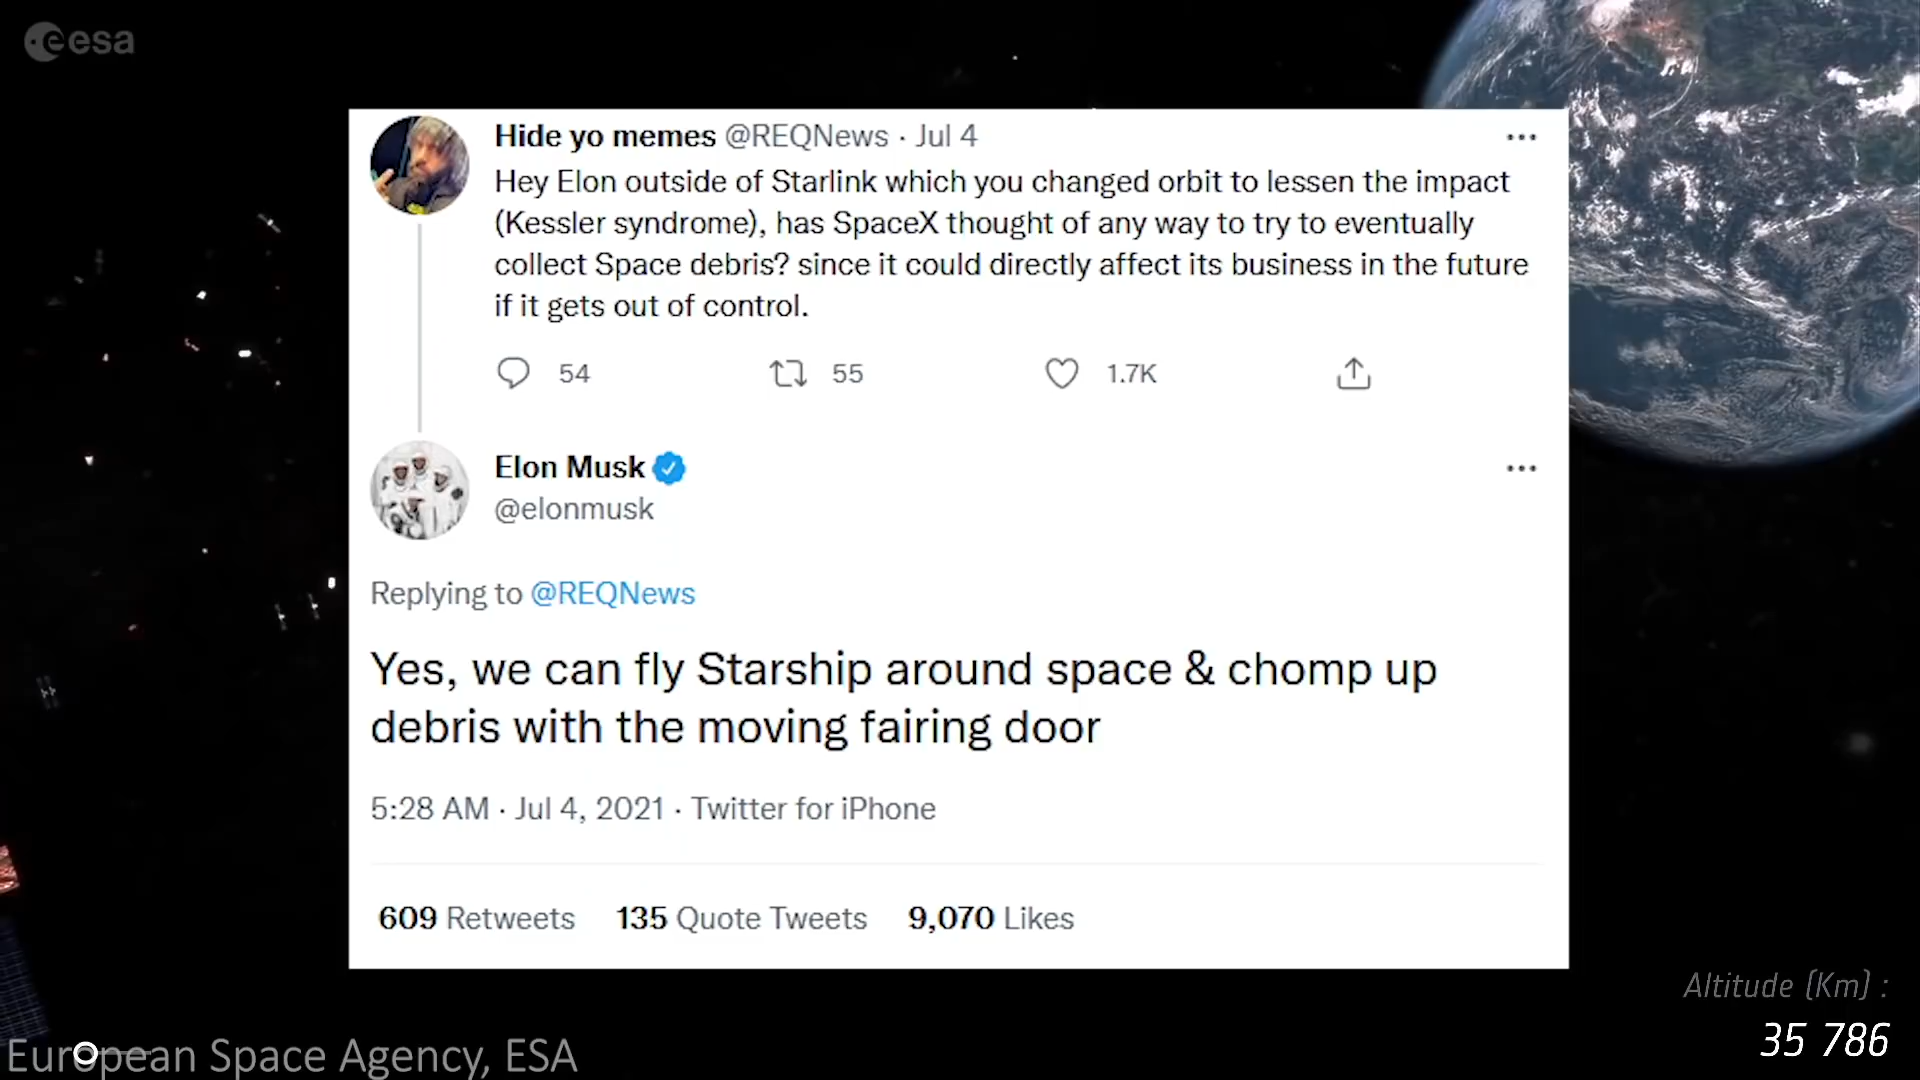 esa
Hide yo memes @REQNews · Jul 4
Hey Elon outside of Starlink which you changed orbit to lessen the impact
(Kessler syndrome), has SpaceX thought of any way to try to eventually
collect Space debris? since it could directly affect its business in the future
if it gets out of control.
54 55 1.7K
Elon Musk
@elonmusk
Replying to @REQNews
Yes, we can fly Starship around space & chomp up
debris with the moving fairing door
5:28 AM · Jul 4, 2021 · Twitter for iPhone
609 Retweets 135 Quote Tweets 9,070 Likes
Altitude (Km) :
35 786
European Space Agency, ESA